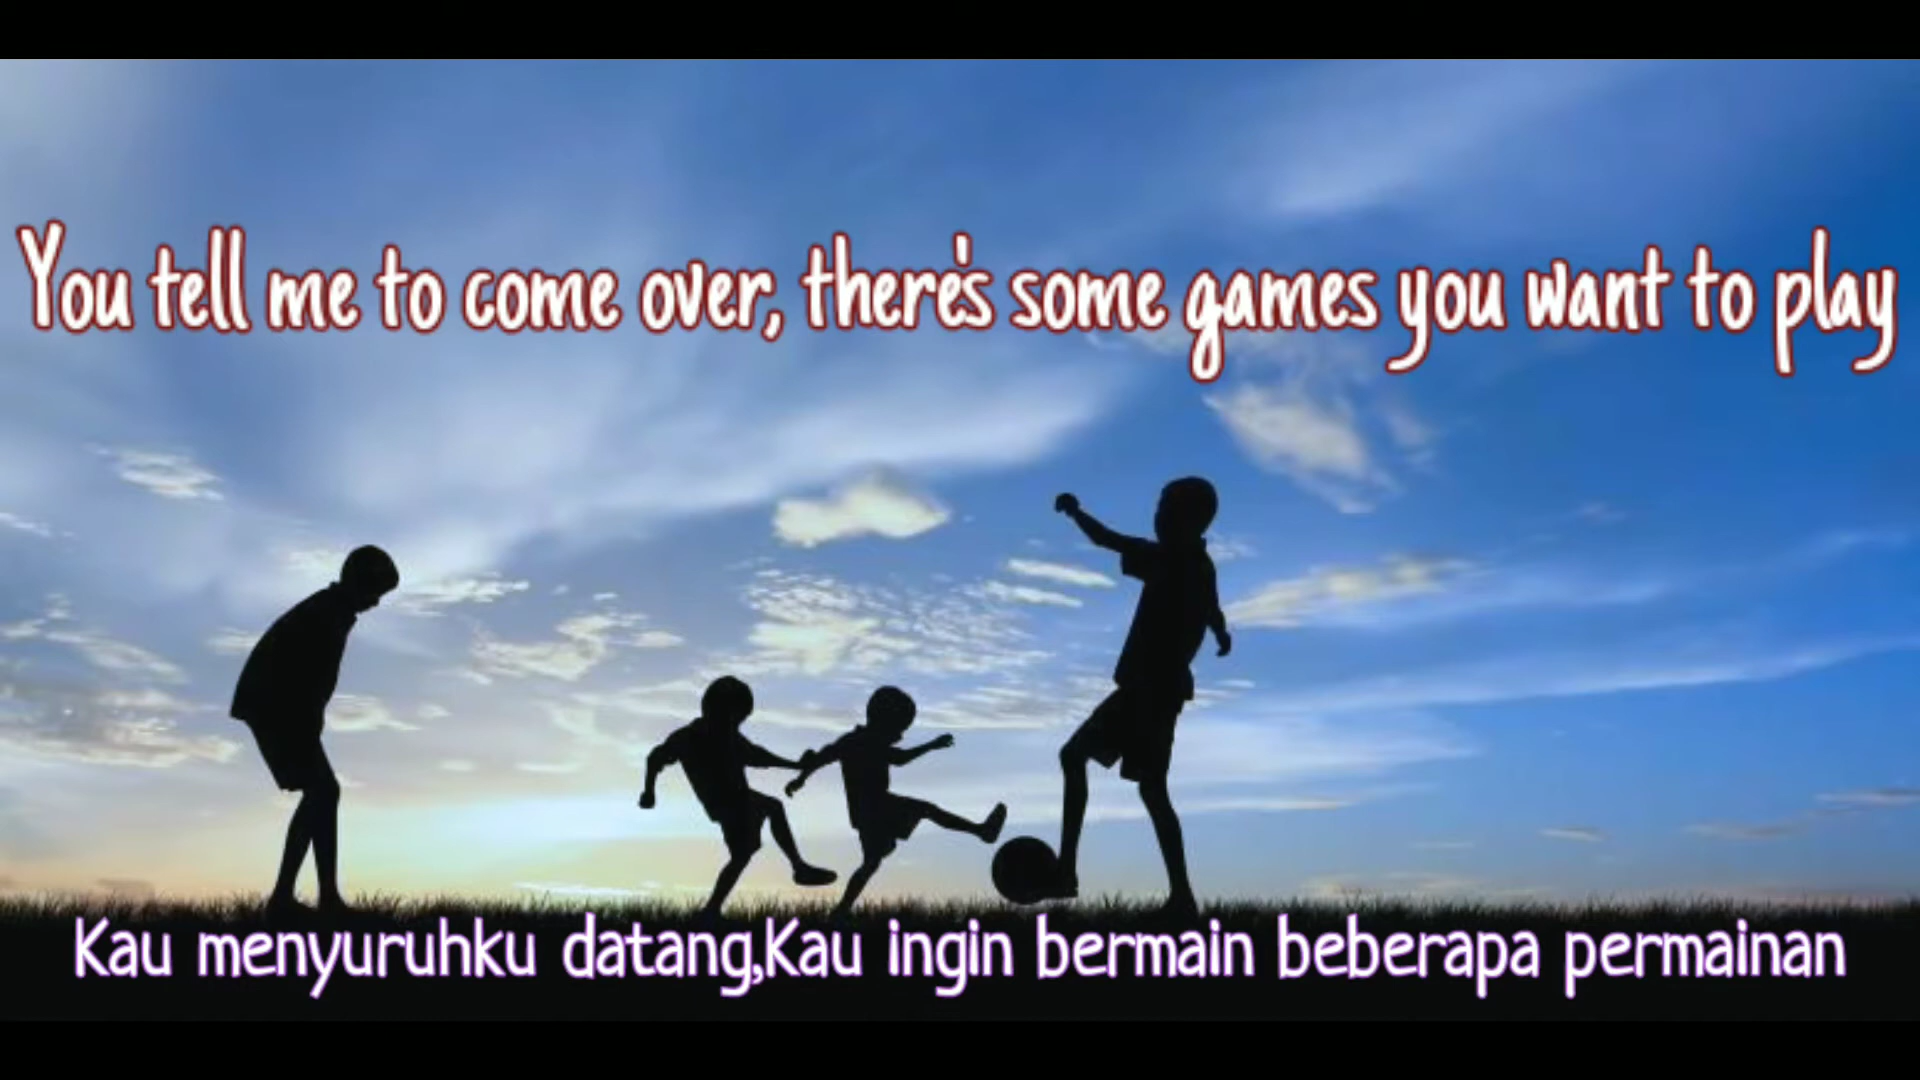 You tell me to come over, there's some games you want to play
Kau menyuruhku datang,Kau ingin bermain beberapa permainan